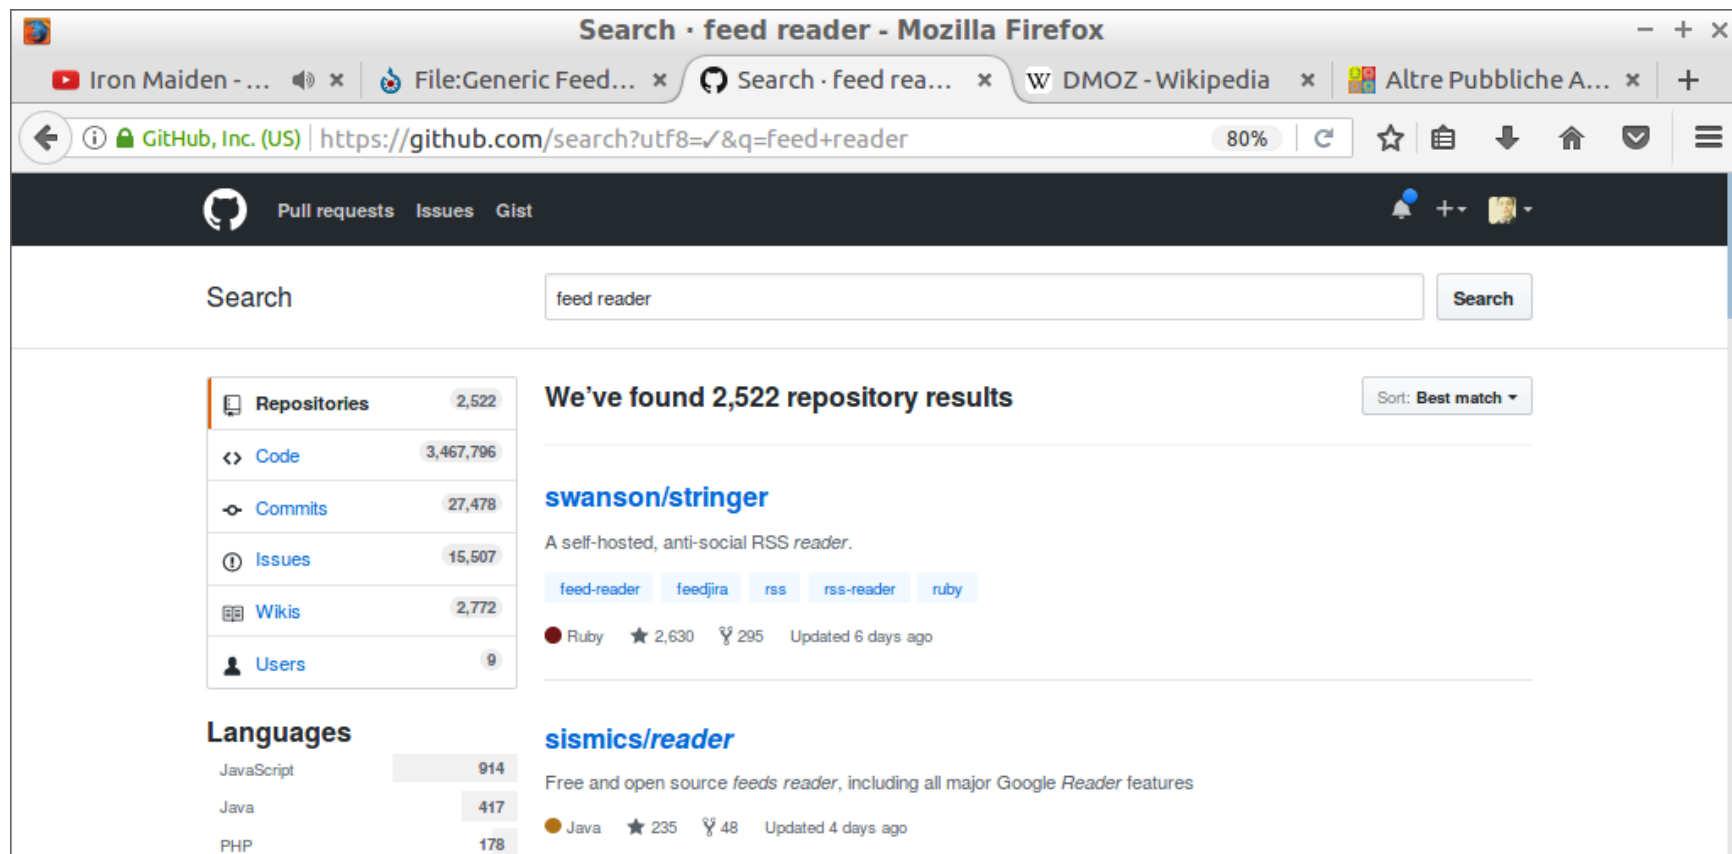 Search · feed reader - Mozilla Firefox
Iron Maiden - ... File:Generic Feed... Search · feed rea... W DMOZ - Wikipedia Altre Pubbliche A...
GitHub, Inc. (US) https://github.com/search?utf8=✓&q=feed+reader 80%
Pull requests Issues Gist
Search feed reader Search
Repositories 2,522
Code 3,467,796
Commits 27,478
Issues 15,507
Wikis 2,772
Users 9
Languages
JavaScript 914
Java 417
PHP 178
We've found 2,522 repository results Sort: Best match
swanson/stringer
A self-hosted, anti-social RSS reader.
feed-reader feedjira rss rss-reader ruby
Ruby 2,630 295 Updated 6 days ago
sismics/reader
Free and open source feeds reader, including all major Google Reader features
Java 235 48 Updated 4 days ago